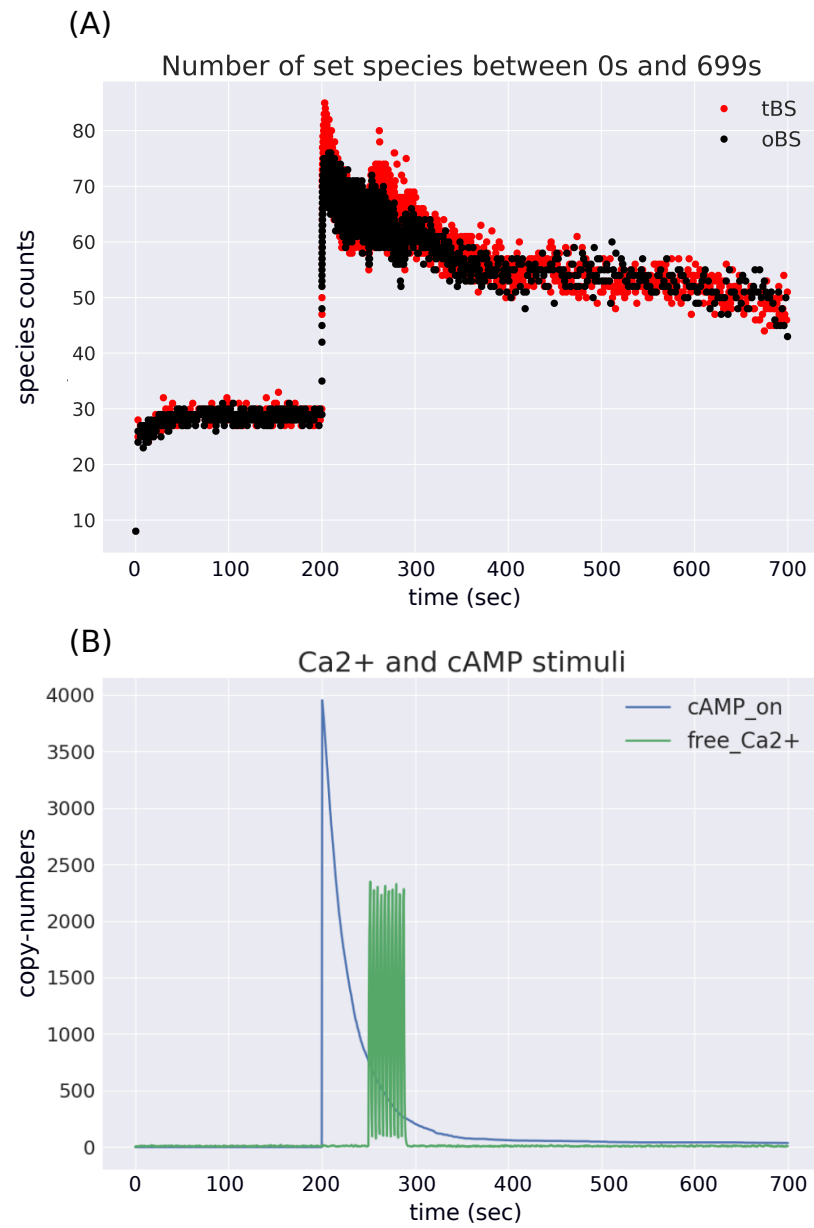 (A)
Number of set species between 0s and 699s
tBS
oBS
80
70
60
50
40
30
20
10
species counts
0 100 200 300 400 500 600 700
time (sec)
(B)
Ca2+ and cAMP stimuli
cAMP_on
free_Ca2+
4000
3500
3000
2500
2000
1500
1000
500
0
copy-numbers
0 100 200 300 400 500 600 700
time (sec)